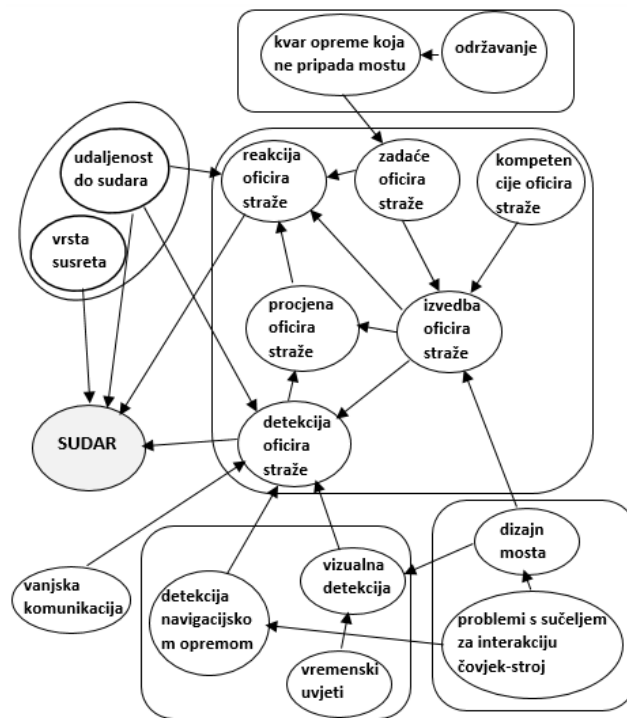 kvar opreme koja
ne pripada mostu
održavanje
udaljenost
do sudara
reakcija
oficira
straže
zadaće
oficira
straže
kompeten
cije oficira
straže
vrsta
susreta
procjena
oficira
straže
izvedba
oficira
straže
SUDAR
detekcija
oficira
straže
vanjska
komunikacija
detekcija
navigacijsko
m opremom
vizualna
detekcija
dizajn
mosta
problemi s sučeljem
za interakciju
čovjek-stroj
vremenski
uvjeti